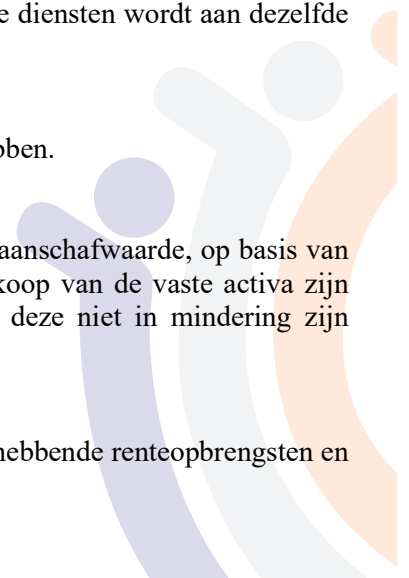 e diensten wordt aan dezelfde
bben.
aanschafwaarde, op basis van
koop van de vaste activa zijn
deze niet in mindering zijn
hebbende renteopbrengsten en